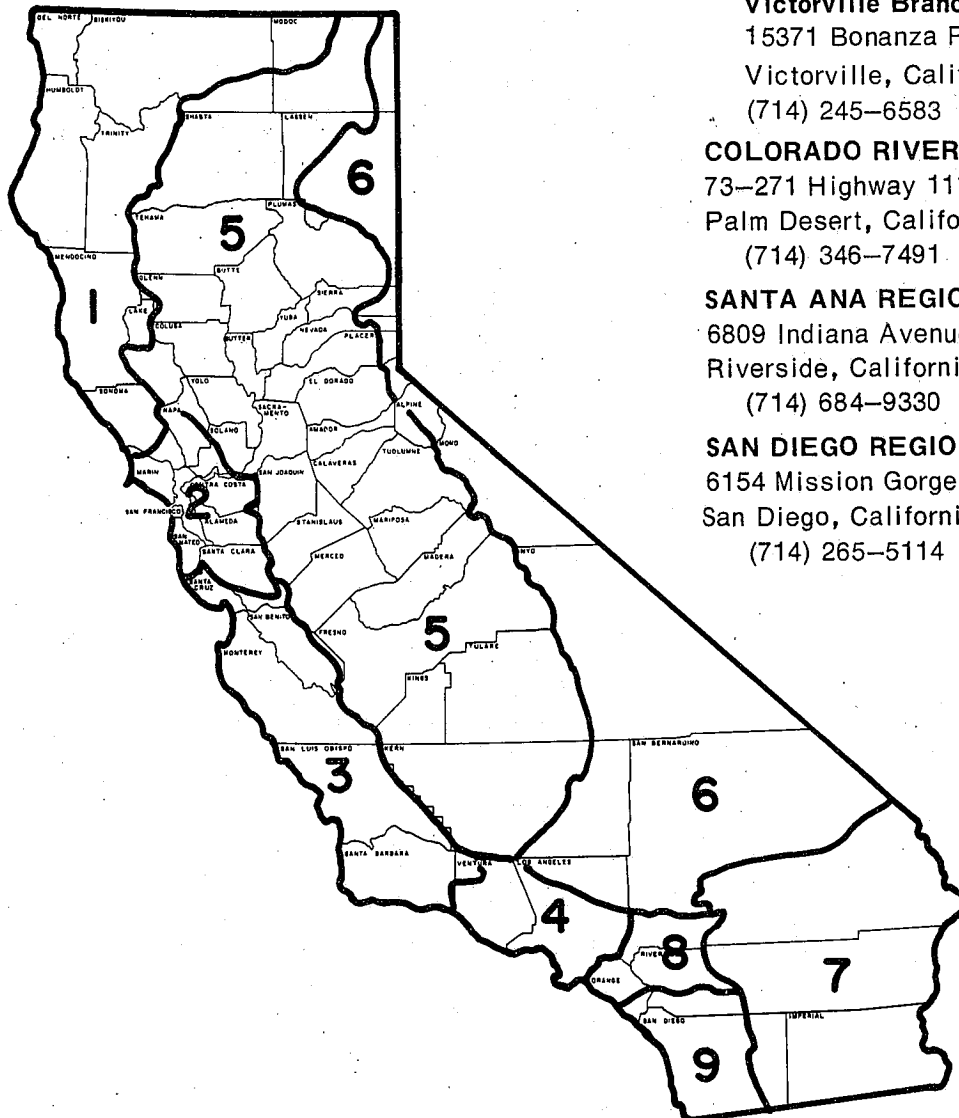 Victorville Branc
15371 Bonanza
Victorville, Calif
(714) 245–6583
COLORADO RIVER
73–271 Highway 111
Palm Desert, Califo
(714) 346–7491
SANTA ANA REGIO
6809 Indiana Avenu
Riverside, Californi
(714) 684–9330
SAN DIEGO REGIO
6154 Mission Gorge
San Diego, Californi
(714) 265–5114
DEL NORTE
SISKIYOU
MODOC
HUMBOLDT
TRINITY
SHASTA
LASSEN
6
TEHAMA
PLUMAS
5
MENDOCINO
GLENN
BUTTE
1
LAKE
COLUSA
SIERRA
YUBA
NEVADA
SUTTER
PLACER
SONOMA
YOLO
EL DORADO
NAPA
SACRA-
MENTO
ALPINE
SOLANO
AMADOR
MONO
MARIN
CONTRA COSTA
SAN JOAQUIN
CALAVERAS
TUOLUMNE
2
SAN FRANCISCO
ALAMEDA
STANISLAUS
MARIPOSA
SAN
MATEO
SANTA CLARA
MERCED
MADERA
INYO
SANTA
CRUZ
SAN BENITO
FRESNO
5
MONTEREY
TULARE
KINGS
SAN LUIS OBISPO
KERN
SAN BERNARDINO
3
6
SANTA BARBARA
VENTURA
LOS ANGELES
4
RIVER
8
7
ORANGE
SAN DIEGO
IMPERIAL
9